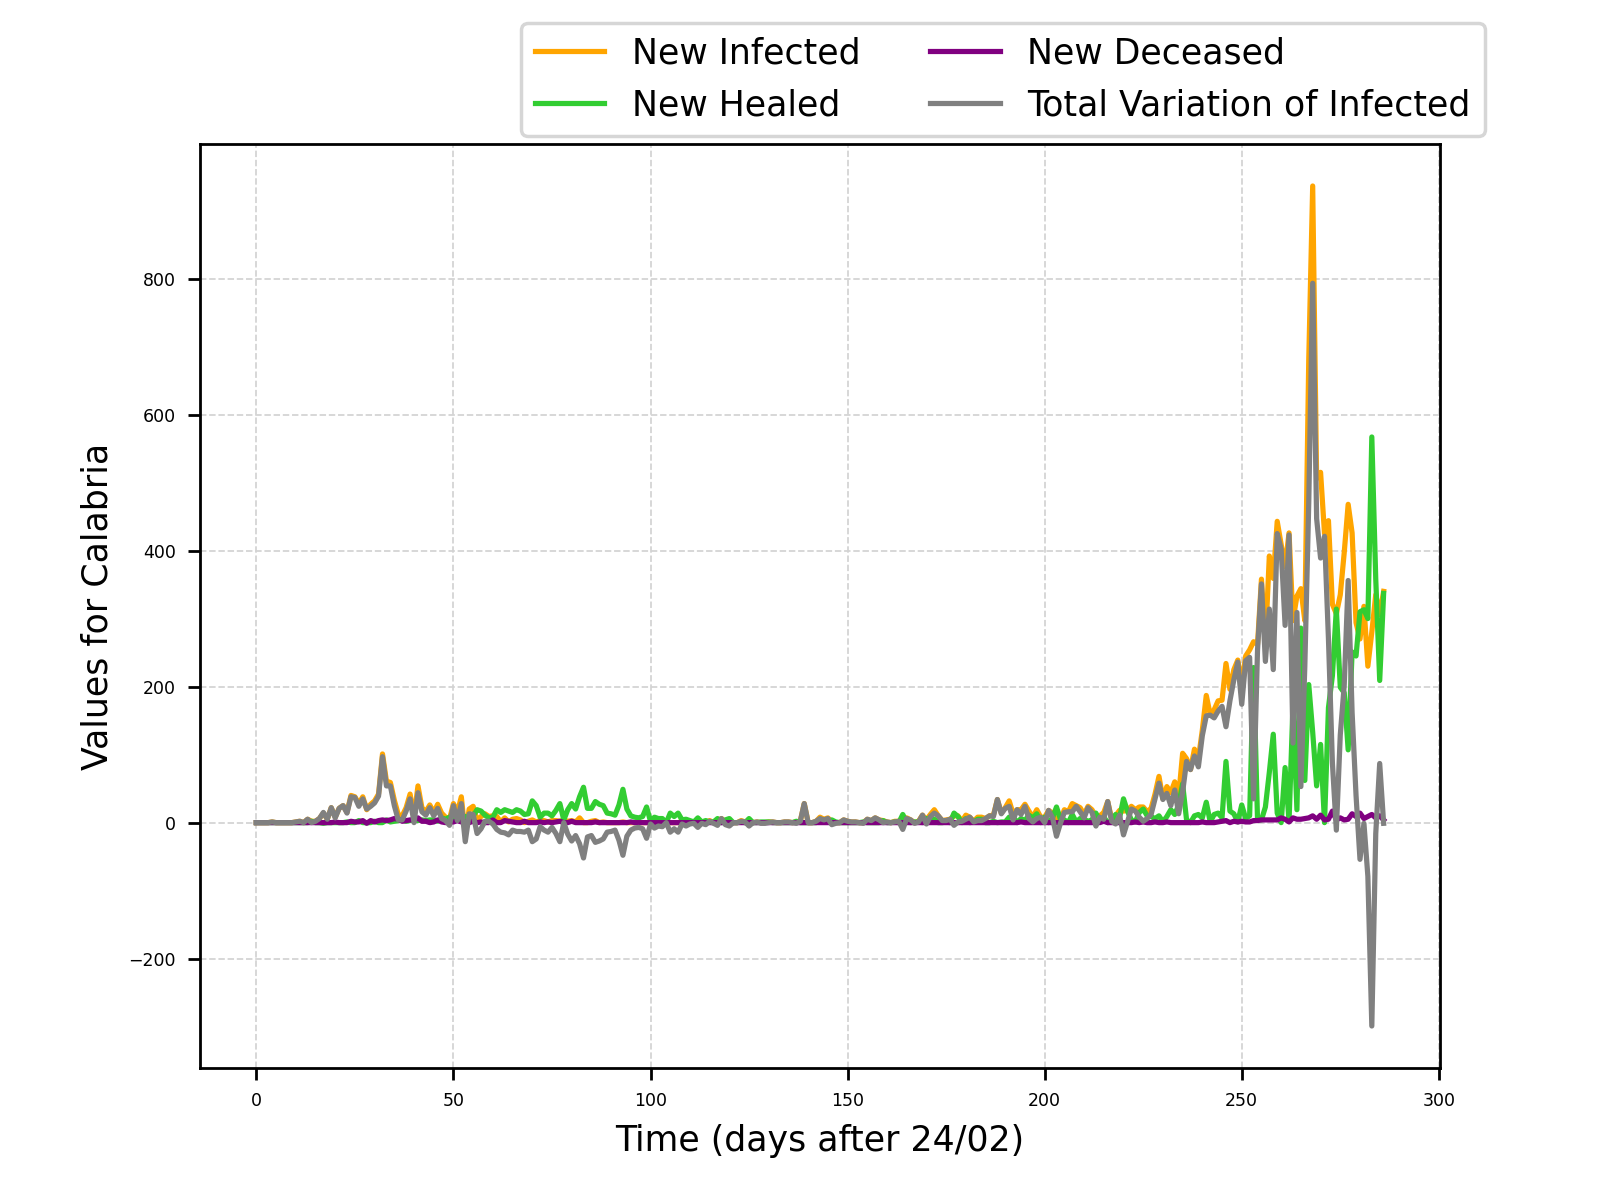 New Infected
New Healed
New Deceased
Total Variation of Infected
800
600
400
200
0
−200
0 50 100 150 200 250 300
Values for Calabria
Time (days after 24/02)